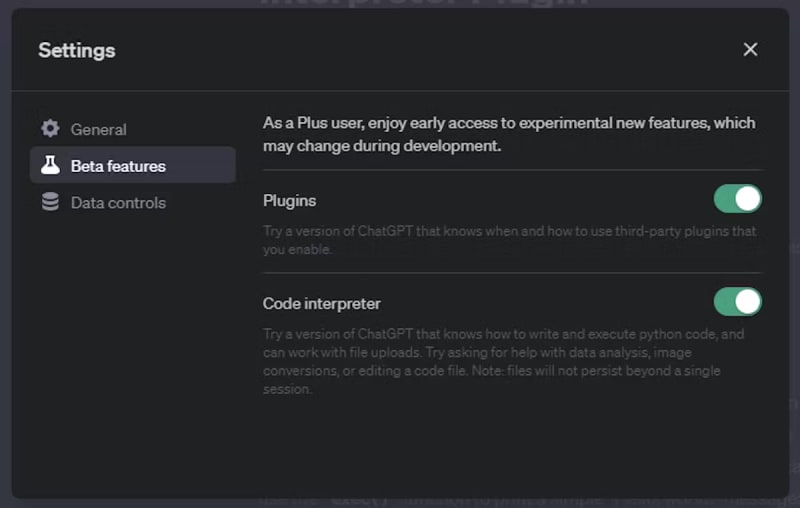 Interpreter Plugin
Settings
General
Beta features
Data controls
As a Plus user, enjoy early access to experimental new features, which
may change during development.
Plugins
Try a version of ChatGPT that knows when and how to use third-party plugins that
you enable.
Code interpreter
Try a version of ChatGPT that knows how to write and execute python code, and
can work with file uploads. Try asking for help with data analysis, image
conversions, or editing a code file. Note: files will not persist beyond a single
session.